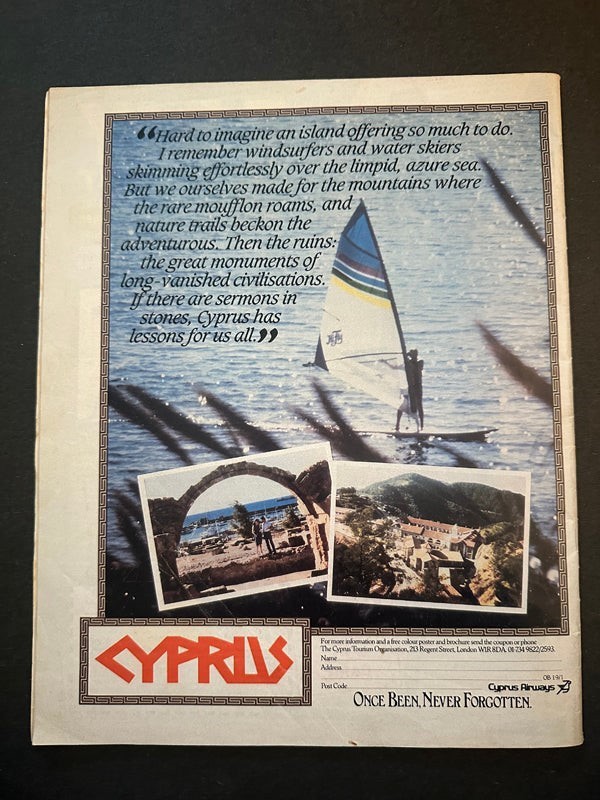 “Hard to imagine an island offering so much to do.
I remember windsurfers and water skiers
skimming effortlessly over the limpid, azure sea.
But we ourselves made for the mountains where
the rare moufflon roams, and
nature trails beckon the
adventurous. Then the ruins:
the great monuments of
long-vanished civilisations.
If there are sermons in
stones, Cyprus has
lessons for us all.”
CYPRUS
For more information and a free colour poster and brochure send the coupon or phone
The Cyprus Tourism Organisation, 213 Regent Street, London W1R 8DA, 01-734 9822/2593.
Name
Address
OB 19/1
Post Code
Cyprus Airways
ONCE BEEN, NEVER FORGOTTEN.